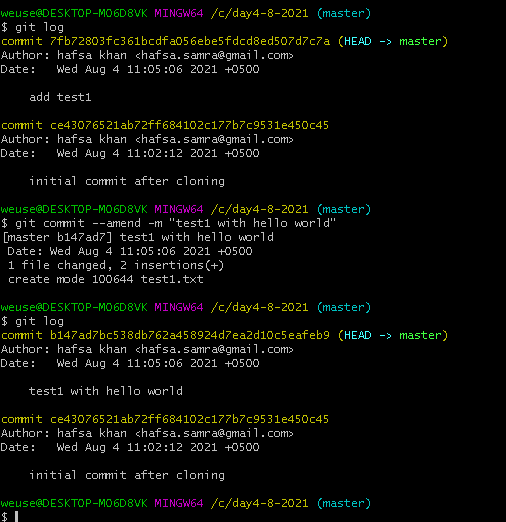 weuse@DESKTOP-MO6D8VK MINGW64 /c/day4-8-2021 (master)
$ git log
commit 7fb72803fc361bcdfa056ebe5fdcd8ed507d7c7a (HEAD -> master)
Author: hafsa khan <hafsa.samra@gmail.com>
Date:   Wed Aug 4 11:05:06 2021 +0500

    add test1

commit ce43076521ab72ff684102c177b7c9531e450c45
Author: hafsa khan <hafsa.samra@gmail.com>
Date:   Wed Aug 4 11:02:12 2021 +0500

    initial commit after cloning

weuse@DESKTOP-MO6D8VK MINGW64 /c/day4-8-2021 (master)
$ git commit --amend -m "test1 with hello world"
[master b147ad7] test1 with hello world
 Date: Wed Aug 4 11:05:06 2021 +0500
 1 file changed, 2 insertions(+)
 create mode 100644 test1.txt

weuse@DESKTOP-MO6D8VK MINGW64 /c/day4-8-2021 (master)
$ git log
commit b147ad7bc538db762a458924d7ea2d10c5eafeb9 (HEAD -> master)
Author: hafsa khan <hafsa.samra@gmail.com>
Date:   Wed Aug 4 11:05:06 2021 +0500

    test1 with hello world

commit ce43076521ab72ff684102c177b7c9531e450c45
Author: hafsa khan <hafsa.samra@gmail.com>
Date:   Wed Aug 4 11:02:12 2021 +0500

    initial commit after cloning

weuse@DESKTOP-MO6D8VK MINGW64 /c/day4-8-2021 (master)
$